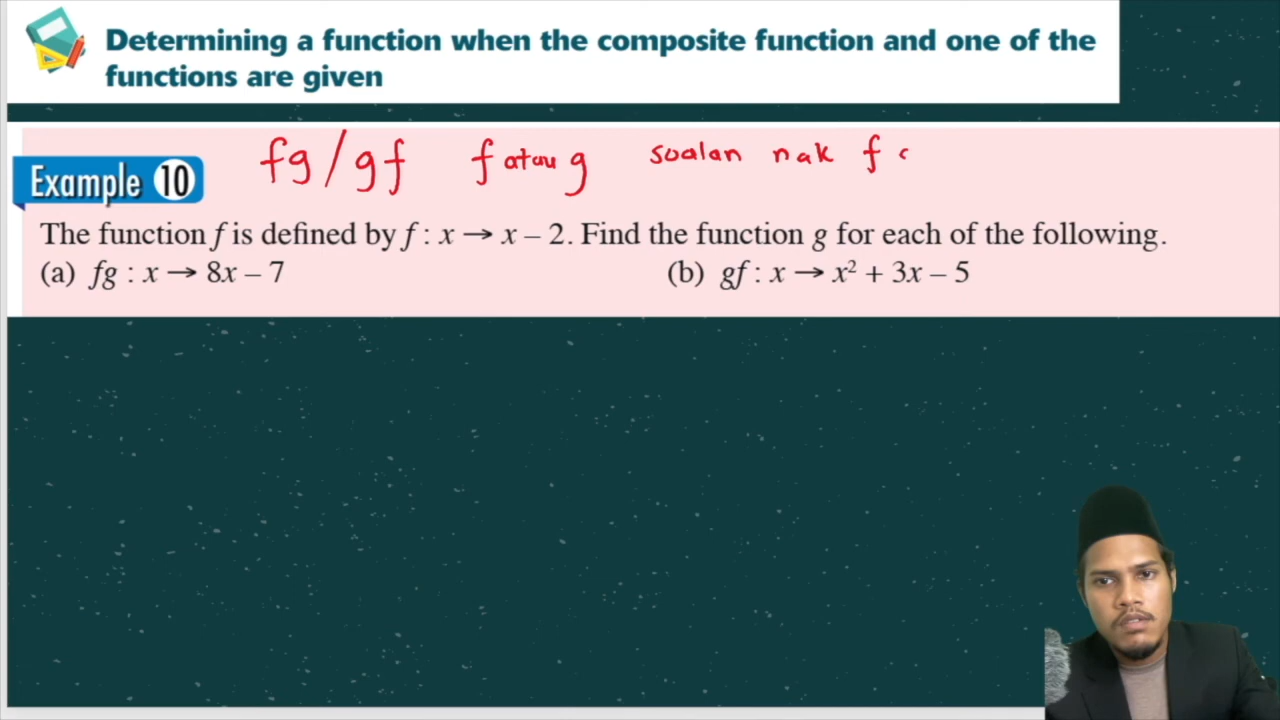 Determining a function when the composite function and one of the
functions are given
fg/gf f atau g soalan nak f
Example 10
The function f is defined by f : x → x – 2. Find the function g for each of the following.
(a) fg : x → 8x – 7 (b) gf : x → x² + 3x – 5